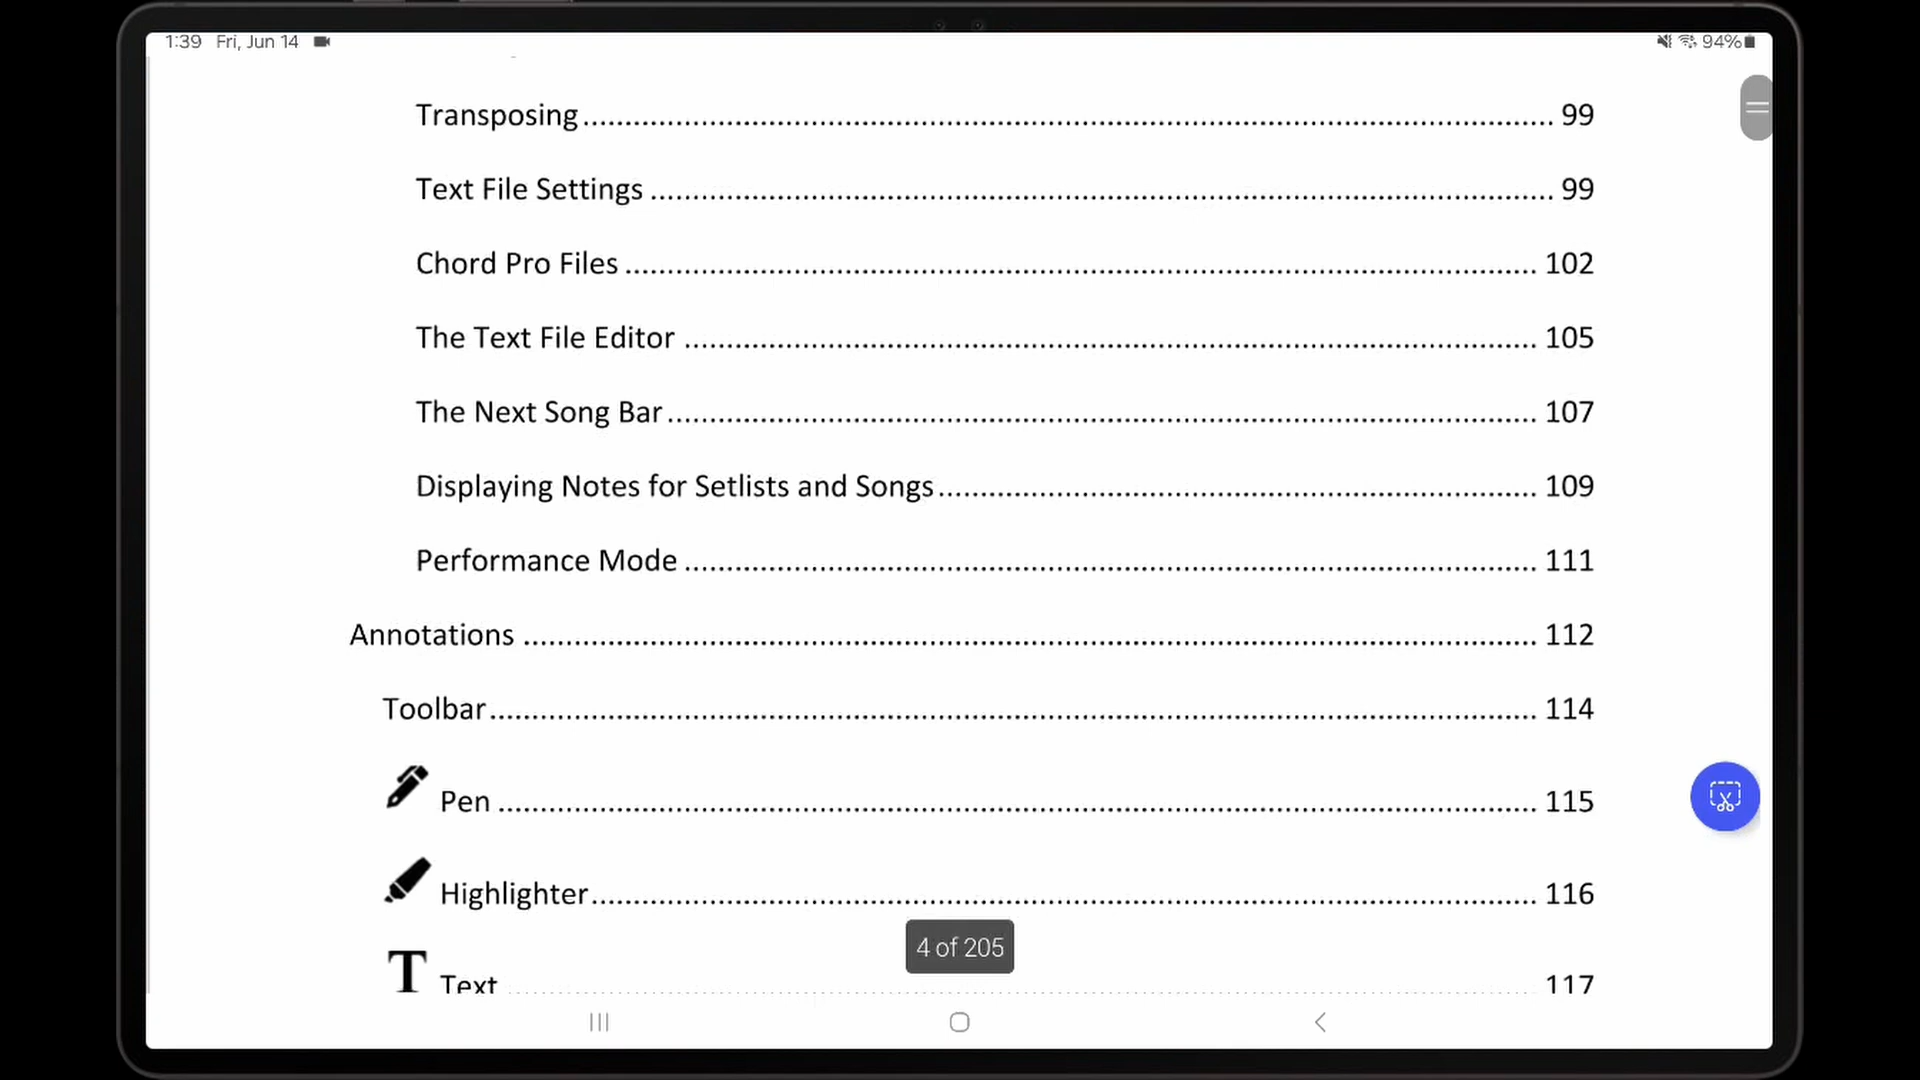 1:39 Fri, Jun 14
94%
Transposing 99
Text File Settings 99
Chord Pro Files 102
The Text File Editor 105
The Next Song Bar 107
Displaying Notes for Setlists and Songs 109
Performance Mode 111
Annotations 112
Toolbar 114
Pen 115
Highlighter 116
T Text 117
4 of 205